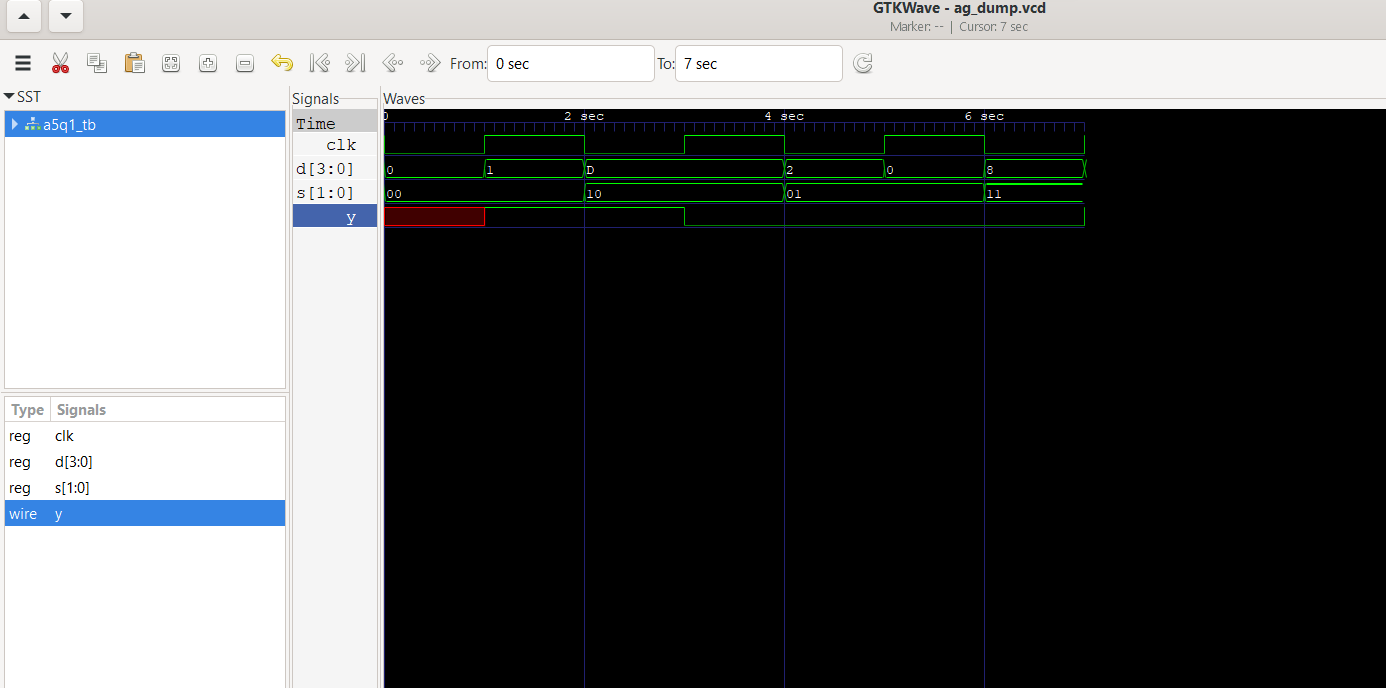 GTKWave - ag_dump.vcd
Marker: -- | Cursor: 7 sec
From: 0 sec To: 7 sec
SST
a5q1_tb
Type Signals
reg clk
reg d[3:0]
reg s[1:0]
wire y
Signals
Time
clk
d[3:0]
s[1:0]
y
Waves
0 2 sec 4 sec 6 sec
0 1 D 2 0 8
00 10 01 11